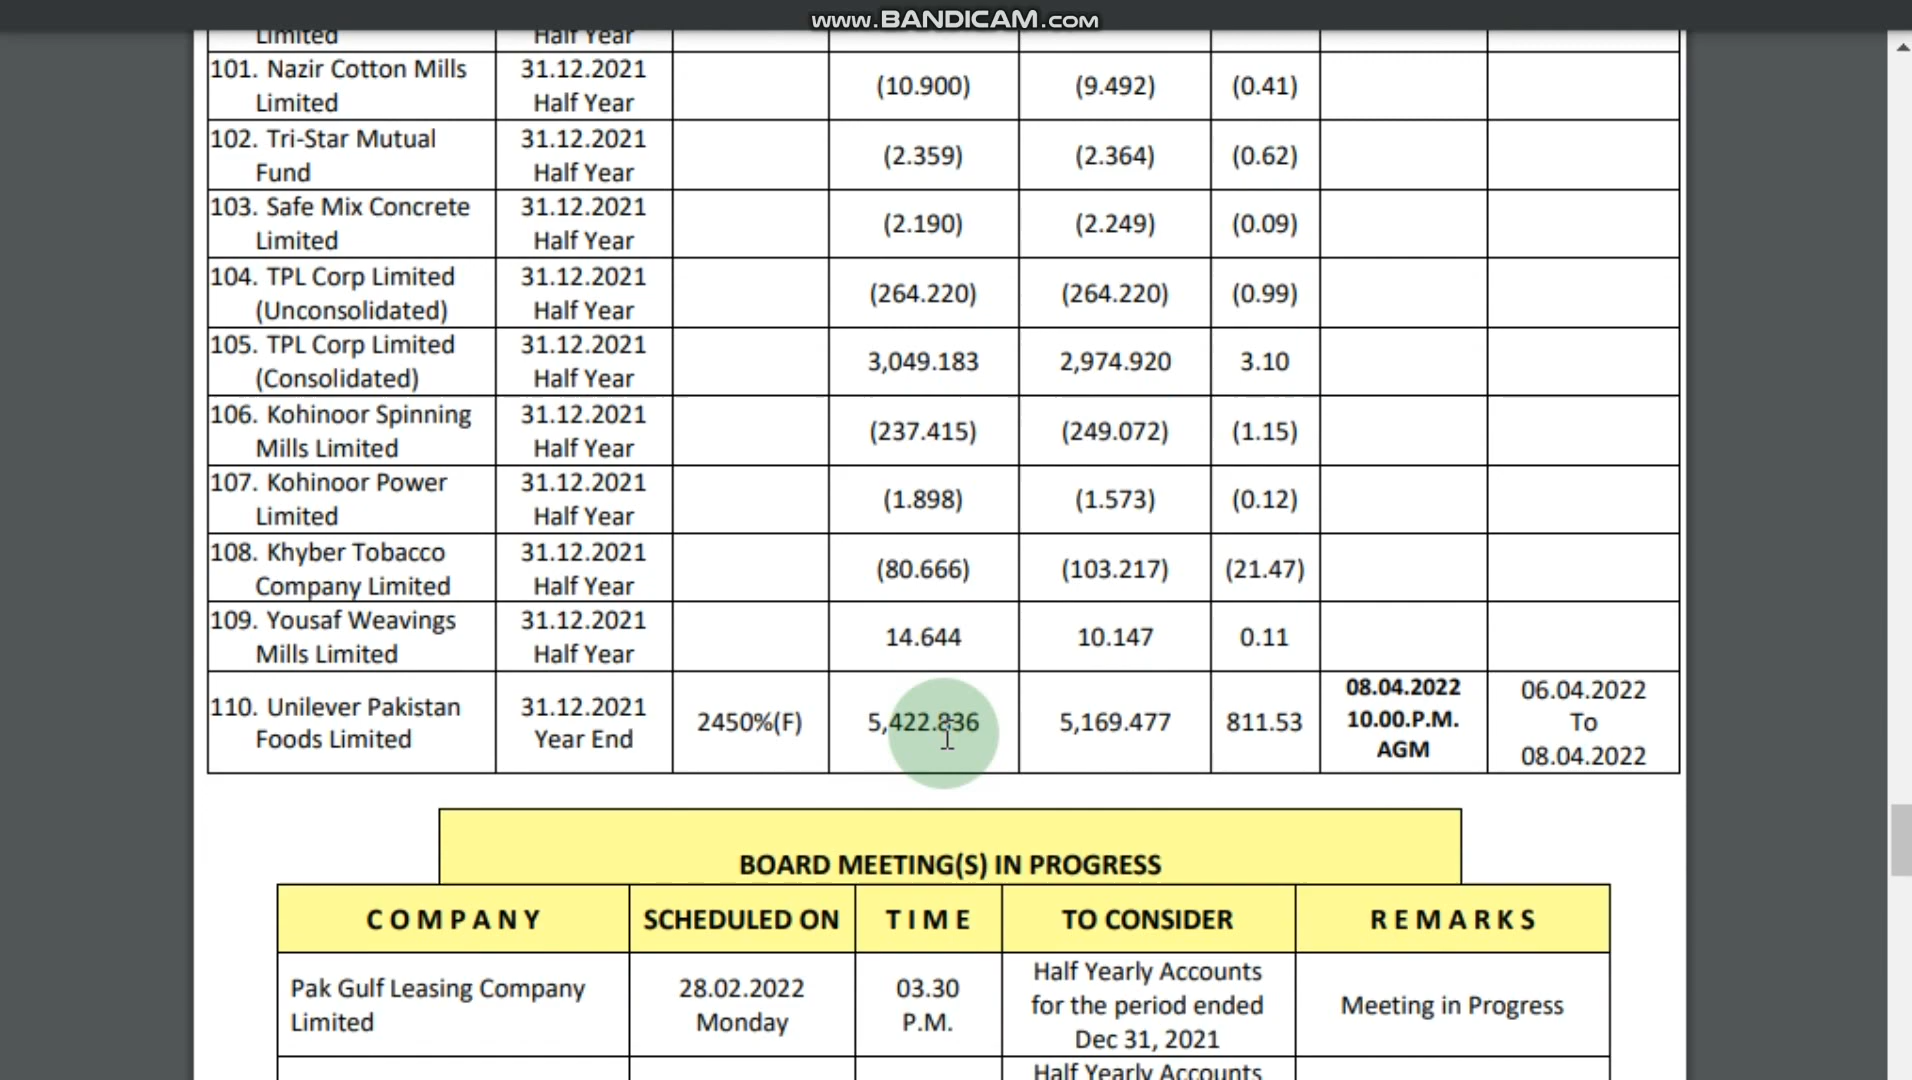 www.BANDICAM.com
Limited Half Year
101. Nazir Cotton Mills Limited 31.12.2021 Half Year (10.900) (9.492) (0.41)
102. Tri-Star Mutual Fund 31.12.2021 Half Year (2.359) (2.364) (0.62)
103. Safe Mix Concrete Limited 31.12.2021 Half Year (2.190) (2.249) (0.09)
104. TPL Corp Limited (Unconsolidated) 31.12.2021 Half Year (264.220) (264.220) (0.99)
105. TPL Corp Limited (Consolidated) 31.12.2021 Half Year 3,049.183 2,974.920 3.10
106. Kohinoor Spinning Mills Limited 31.12.2021 Half Year (237.415) (249.072) (1.15)
107. Kohinoor Power Limited 31.12.2021 Half Year (1.898) (1.573) (0.12)
108. Khyber Tobacco Company Limited 31.12.2021 Half Year (80.666) (103.217) (21.47)
109. Yousaf Weavings Mills Limited 31.12.2021 Half Year 14.644 10.147 0.11
110. Unilever Pakistan Foods Limited 31.12.2021 Year End 2450%(F) 5,422.836 5,169.477 811.53 08.04.2022 10.00.P.M. AGM 06.04.2022 To 08.04.2022
BOARD MEETING(S) IN PROGRESS
COMPANY SCHEDULED ON TIME TO CONSIDER REMARKS
Pak Gulf Leasing Company Limited 28.02.2022 Monday 03.30 P.M. Half Yearly Accounts for the period ended Dec 31, 2021 Meeting in Progress
Half Yearly Accounts